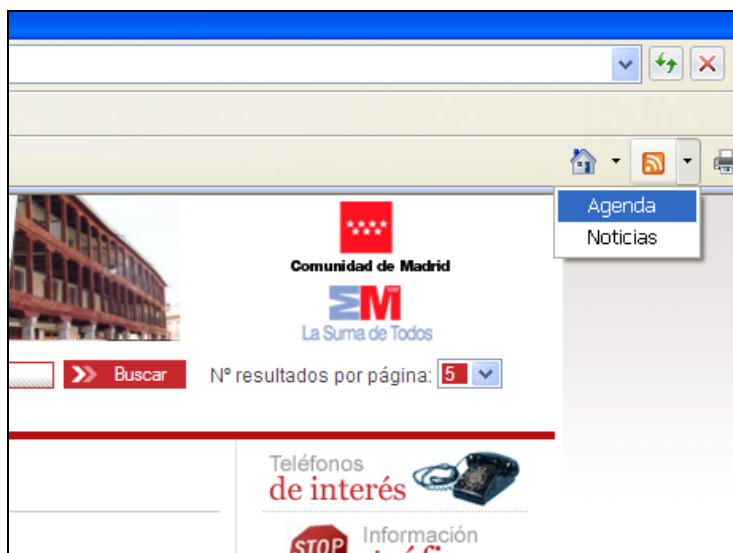 Agenda
Noticias
Comunidad de Madrid
ΣM
La Suma de Todos
Buscar
Nº resultados por página: 5
Teléfonos
de interés
Información
STOP